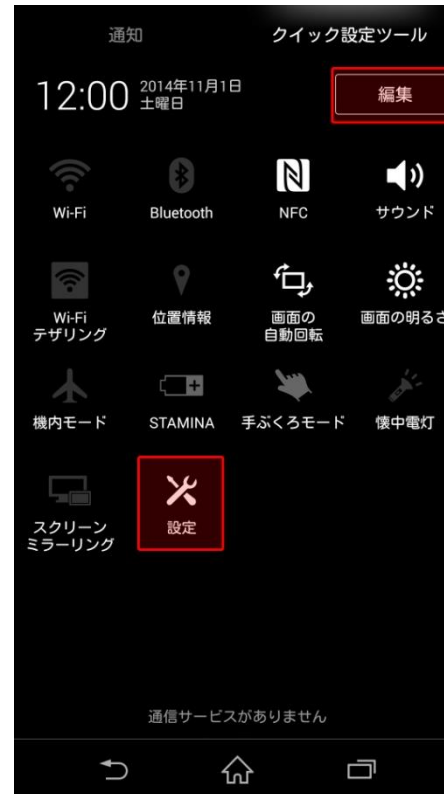 通知
クイック設定ツール
12:00
2014年11月1日
土曜日
編集
Wi-Fi
Bluetooth
NFC
サウンド
Wi-Fi
テザリング
位置情報
画面の
自動回転
画面の明るさ
機内モード
STAMINA
手ぶくろモード
懐中電灯
スクリーン
ミラーリング
設定
通信サービスがありません